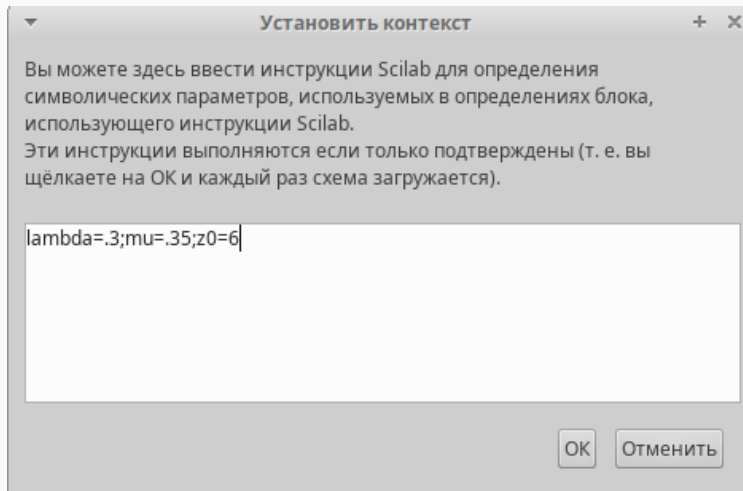 Установить контекст
Вы можете здесь ввести инструкции Scilab для определения
символических параметров, используемых в определениях блока,
использующего инструкции Scilab.
Эти инструкции выполняются если только подтверждены (т. е. вы
щёлкаете на ОК и каждый раз схема загружается).
lambda=.3;mu=.35;z0=6
ОК Отменить